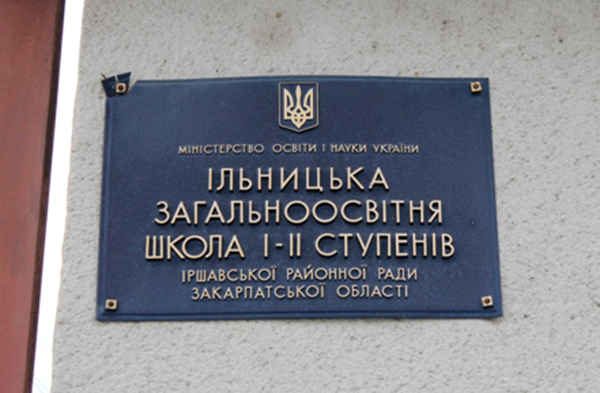 МІНІСТЕРСТВО ОСВІТИ І НАУКИ УКРАЇНИ
ІЛЬНИЦЬКА
ЗАГАЛЬНООСВІТНЯ
ШКОЛА І-ІІ СТУПЕНІВ
ІРШАВСЬКОЇ РАЙОННОЇ РАДИ
ЗАКАРПАТСЬКОЇ ОБЛАСТІ